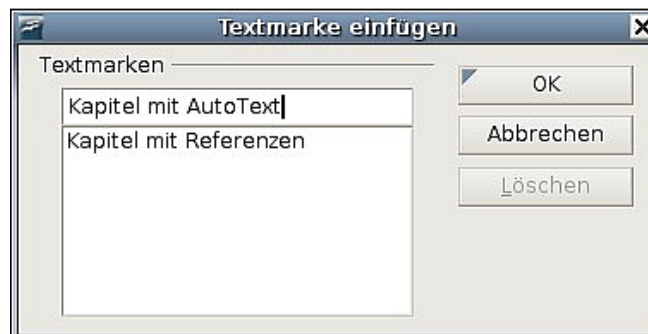 Textmarke einfügen
Textmarken
Kapitel mit AutoText
Kapitel mit Referenzen
OK
Abbrechen
Löschen